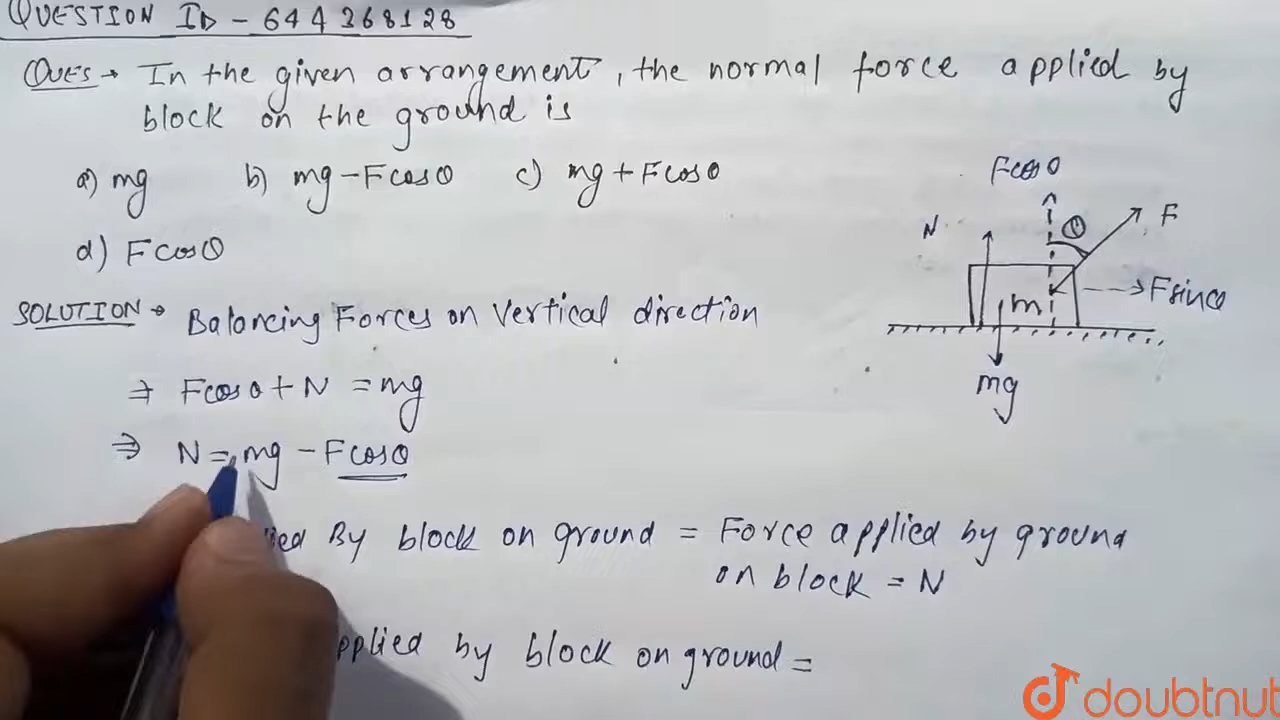 QUESTION ID - 644368128
Ques → In the given arrangement, the normal force applied by
block on the ground is
a) mg b) mg - Fcosθ c) mg + Fcosθ
d) Fcosθ
Fcosθ
N θ F
m Fsinθ
mg
SOLUTION → Balancing Forces on vertical direction
⇒ Fcosθ + N = mg
⇒ N = mg - Fcosθ
By block on ground = Force applied by ground
on block = N
applied by block on ground =
doubtnut